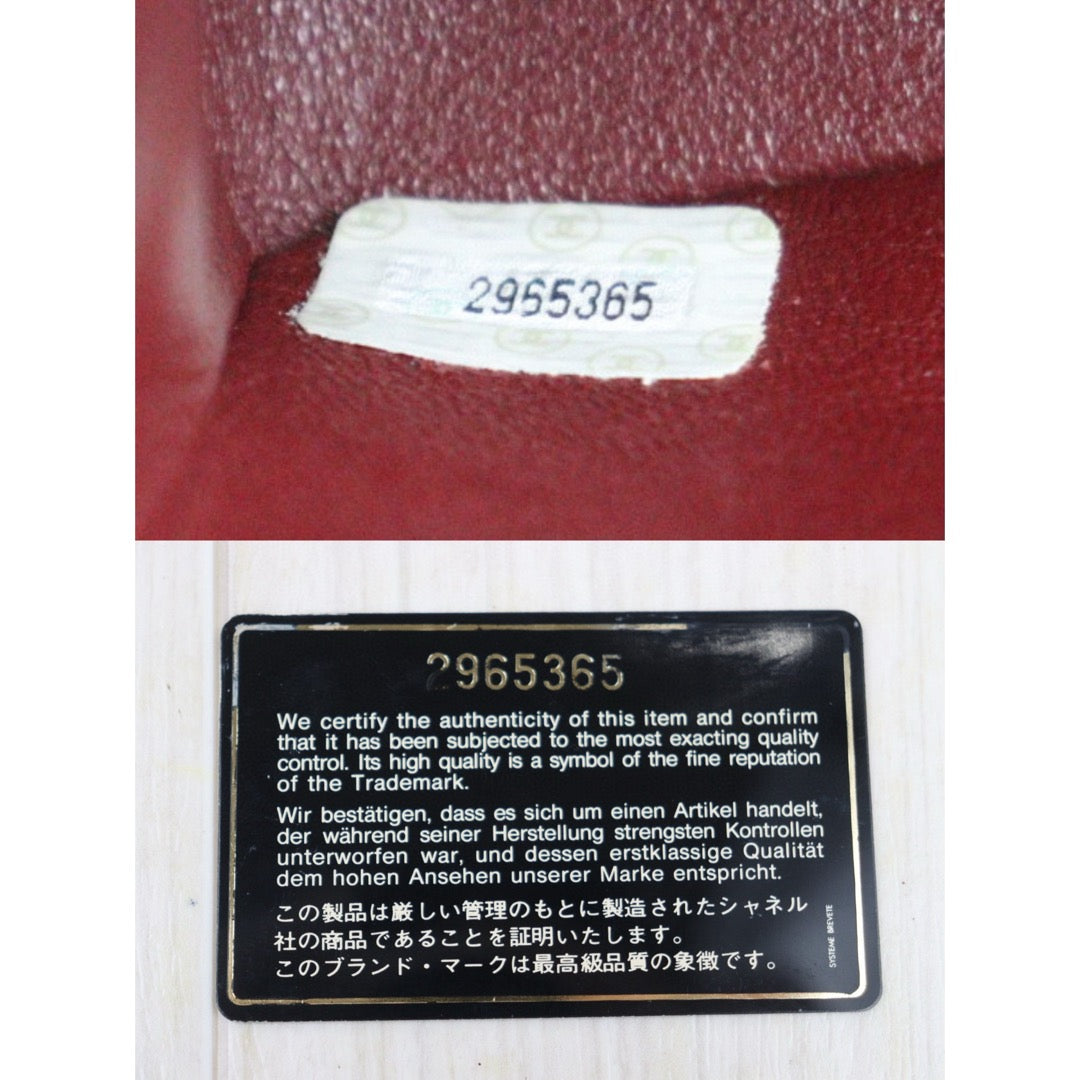 2965365
2965365
We certify the authenticity of this item and confirm
that it has been subjected to the most exacting quality
control. Its high quality is a symbol of the fine reputation
of the Trademark.
Wir bestätigen, dass es sich um einen Artikel handelt,
der während seiner Herstellung strengsten Kontrollen
unterworfen war, und dessen erstklassige Qualität
dem hohen Ansehen unserer Marke entspricht.
この製品は厳しい管理のもとに製造されたシャネル
社の商品であることを証明いたします。
このブランド・マークは最高級品質の象徴です。
SYSTEME BREVETE